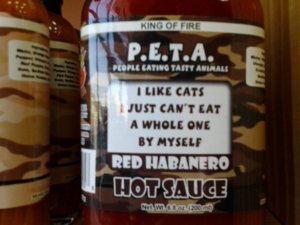 KING OF FIRE
P.E.T.A.
PEOPLE EATING TASTY ANIMALS
I LIKE CATS
I JUST CAN'T EAT
A WHOLE ONE
BY MYSELF
RED HABANERO
HOT SAUCE